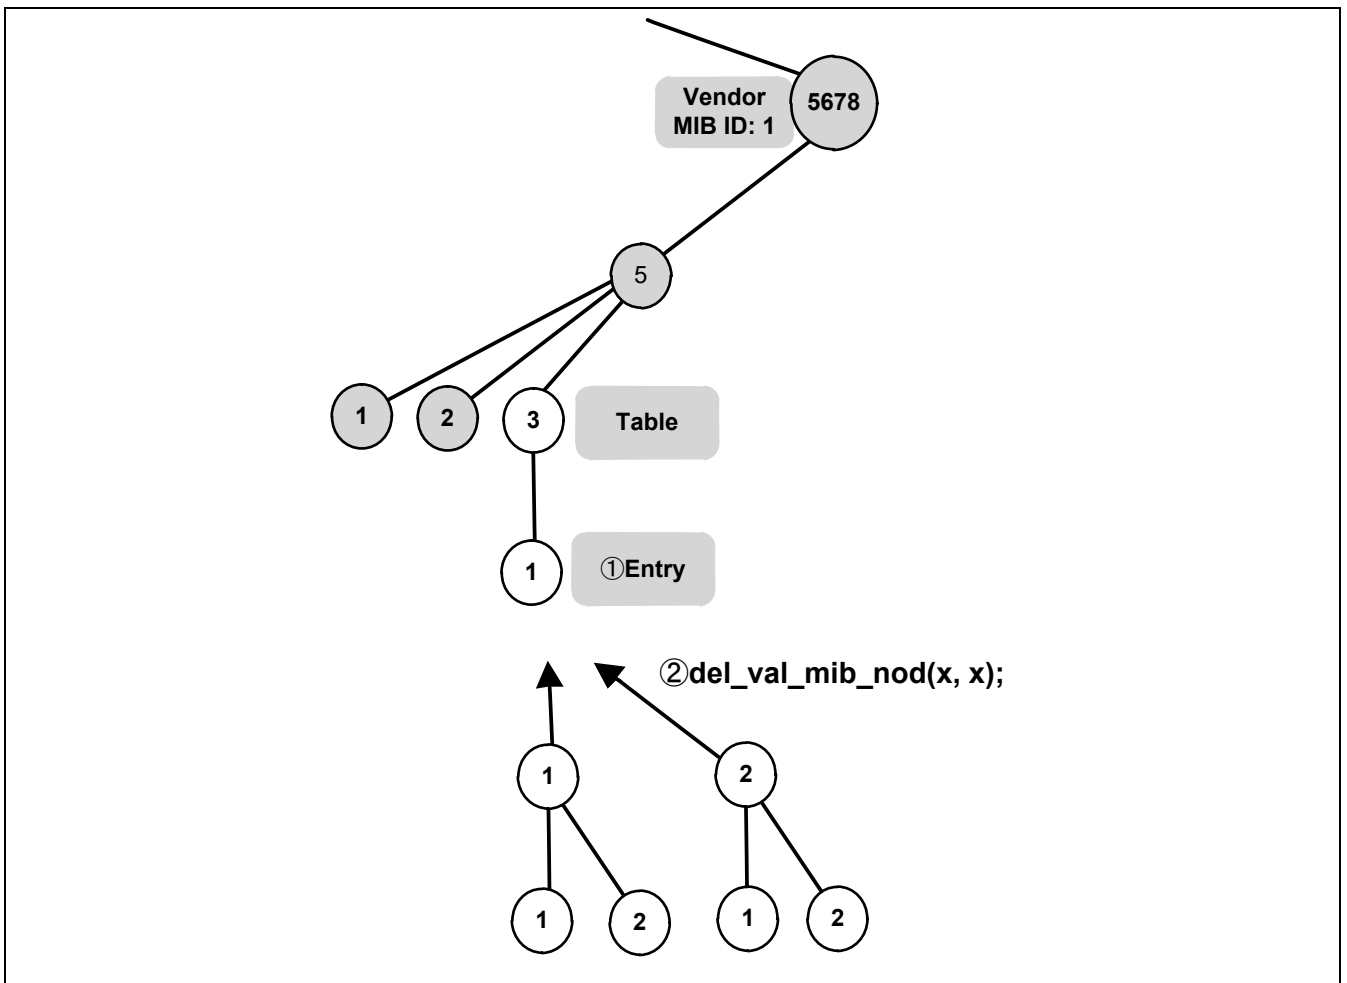 Vendor
MIB ID: 1
5678
5
1
2
3
Table
1
①Entry
②del_val_mib_nod(x, x);
1
2
1
2
1
2